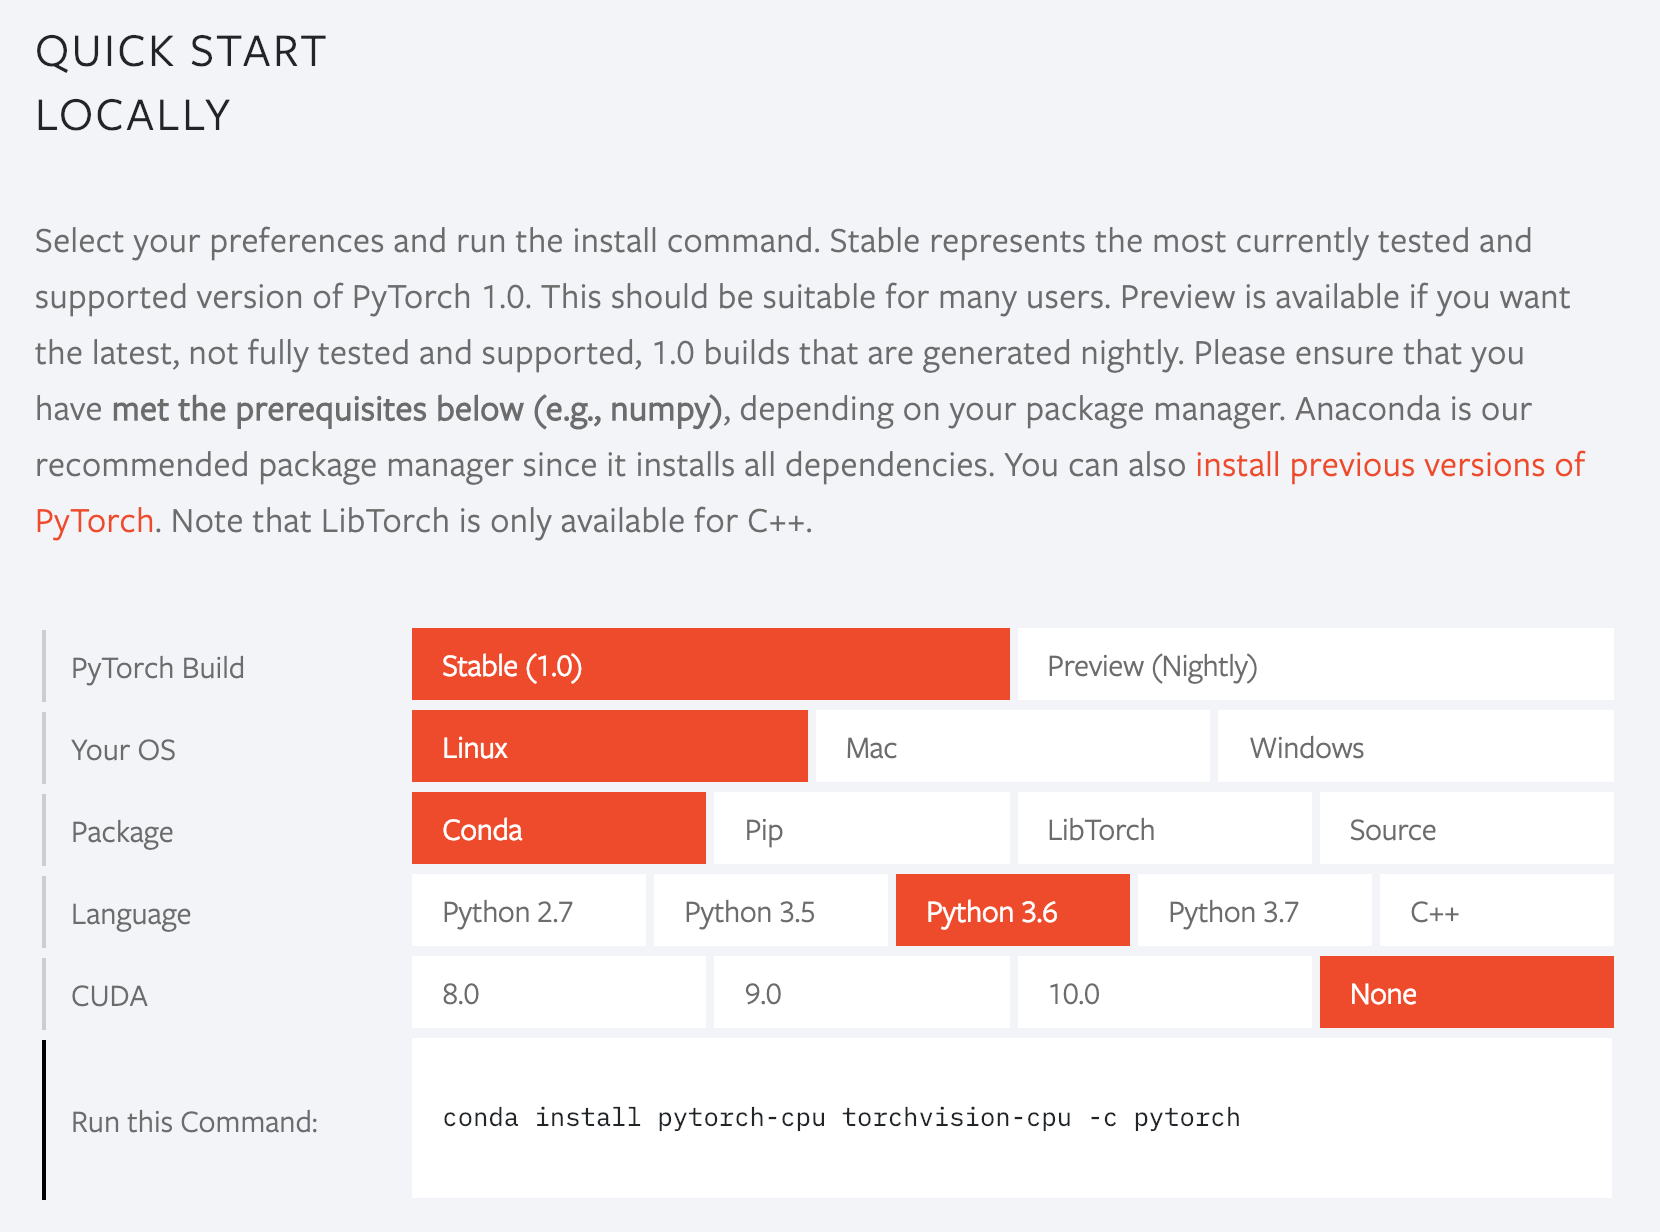 QUICK START
LOCALLY
Select your preferences and run the install command. Stable represents the most currently tested and
supported version of PyTorch 1.0. This should be suitable for many users. Preview is available if you want
the latest, not fully tested and supported, 1.0 builds that are generated nightly. Please ensure that you
have met the prerequisites below (e.g., numpy), depending on your package manager. Anaconda is our
recommended package manager since it installs all dependencies. You can also install previous versions of
PyTorch. Note that LibTorch is only available for C++.
PyTorch Build Stable (1.0) Preview (Nightly)
Your OS Linux Mac Windows
Package Conda Pip LibTorch Source
Language Python 2.7 Python 3.5 Python 3.6 Python 3.7 C++
CUDA 8.0 9.0 10.0 None
Run this Command: conda install pytorch-cpu torchvision-cpu -c pytorch